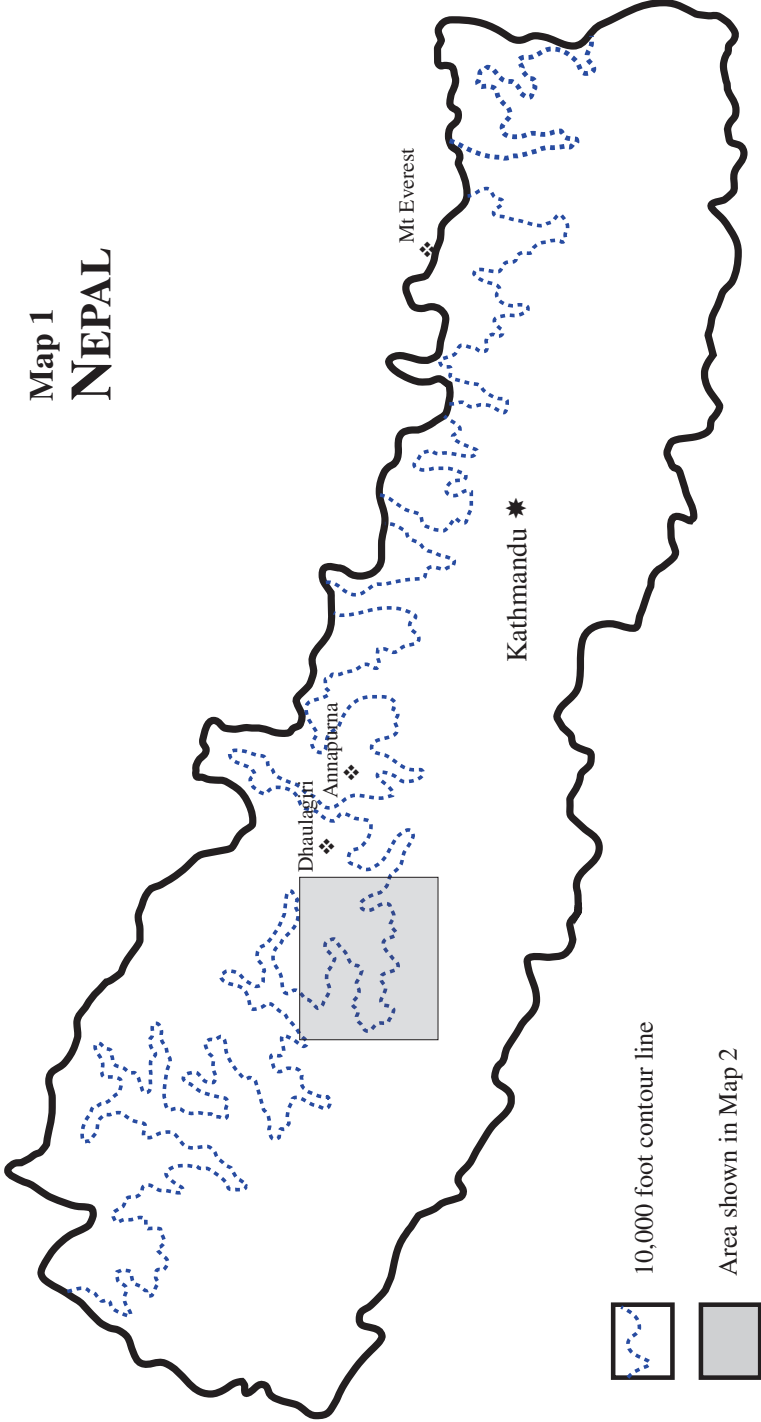 Map 1
NEPAL
Mt Everest
Dhaulagiri
Annapurna
Kathmandu
10,000 foot contour line
Area shown in Map 2